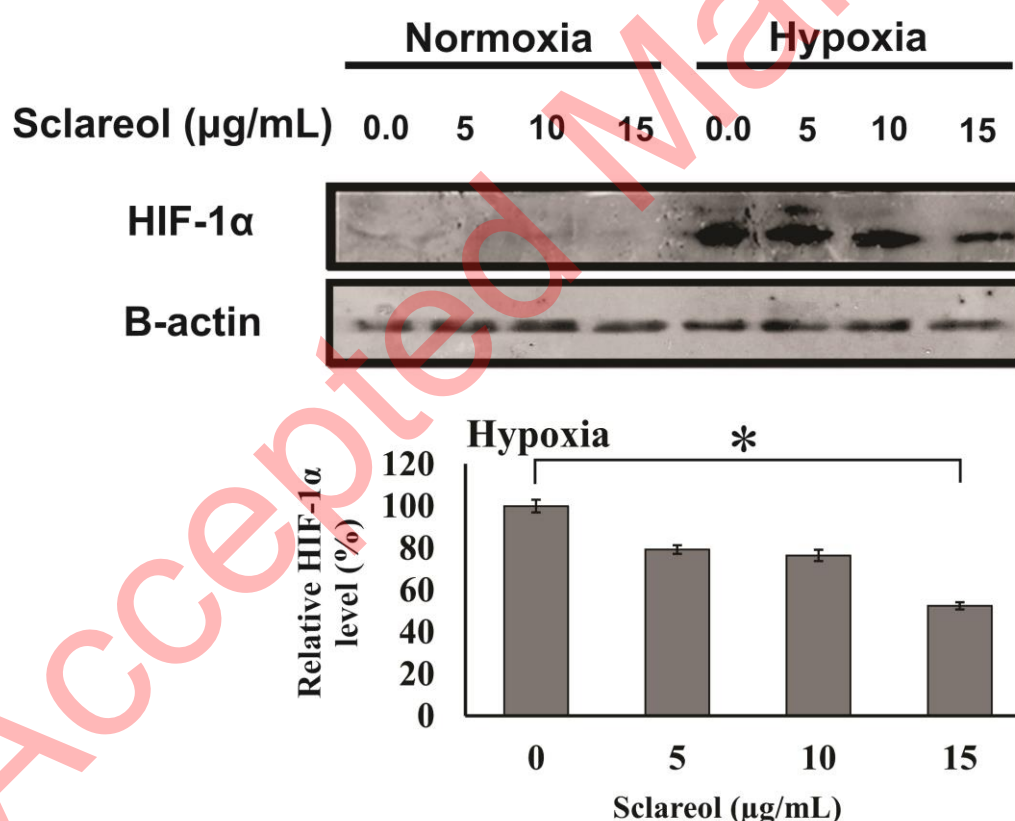 Normoxia Hypoxia
Sclareol (µg/mL) 0.0 5 10 15 0.0 5 10 15
HIF-1α
B-actin
Hypoxia
*
Relative HIF-1α
level (%)
120
100
80
60
40
20
0
0 5 10 15
Sclareol (µg/mL)
Accepted Ma